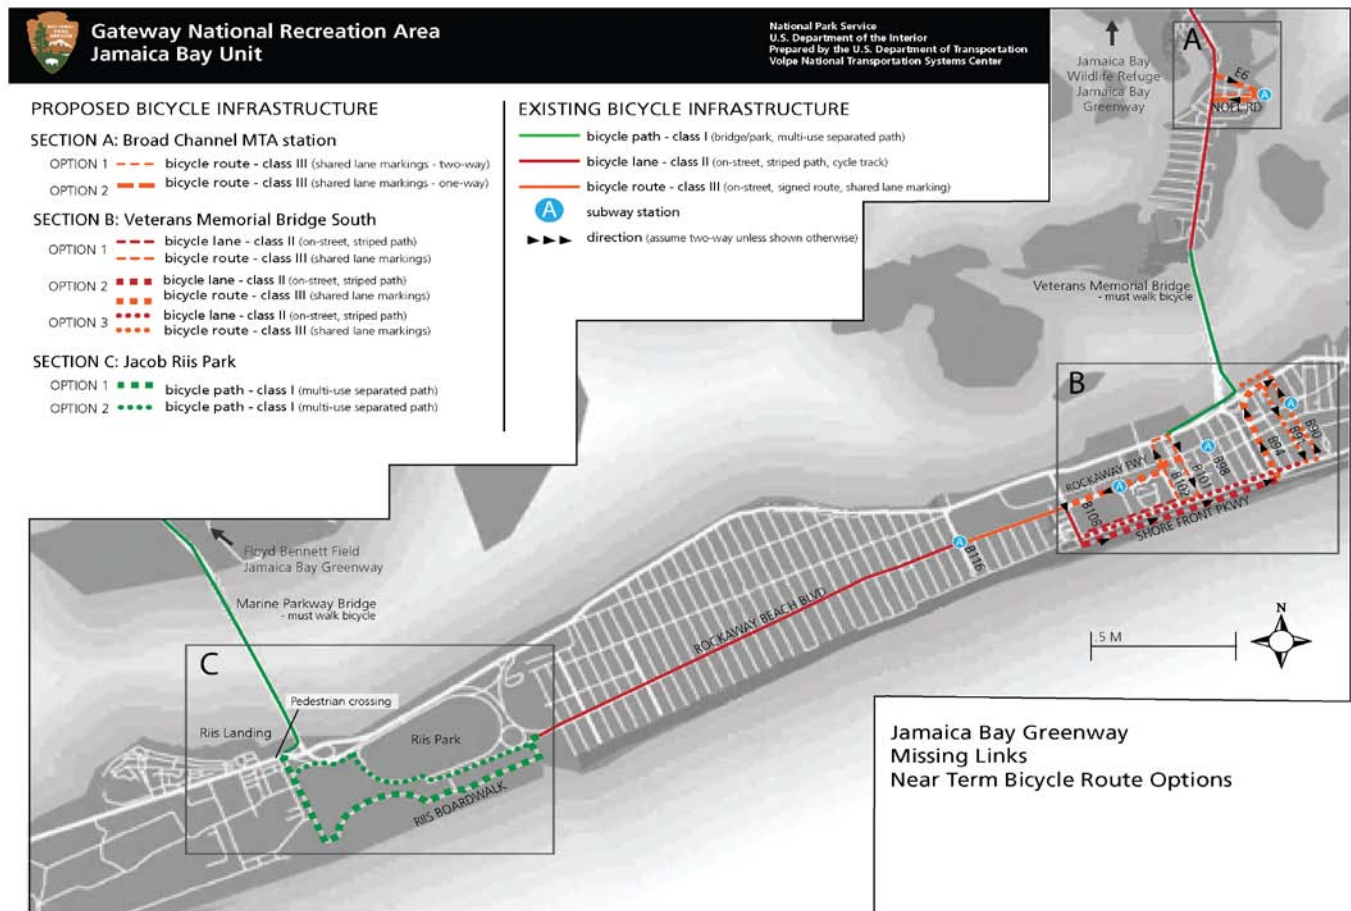 Gateway National Recreation Area
Jamaica Bay Unit
National Park Service
U.S. Department of the Interior
Prepared by the U.S. Department of Transportation
Volpe National Transportation Systems Center
NATIONAL
PARK
SERVICE
PROPOSED BICYCLE INFRASTRUCTURE
SECTION A: Broad Channel MTA station
OPTION 1 bicycle route - class III (shared lane markings - two-way)
OPTION 2 bicycle route - class III (shared lane markings - one-way)
SECTION B: Veterans Memorial Bridge South
OPTION 1 bicycle lane - class II (on-street, striped path)
bicycle route - class III (shared lane markings)
OPTION 2 bicycle lane - class II (on-street, striped path)
bicycle route - class III (shared lane markings)
OPTION 3 bicycle lane - class II (on-street, striped path)
bicycle route - class III (shared lane markings)
SECTION C: Jacob Riis Park
OPTION 1 bicycle path - class I (multi-use separated path)
OPTION 2 bicycle path - class I (multi-use separated path)
EXISTING BICYCLE INFRASTRUCTURE
bicycle path - class I (bridge/park, multi-use separated path)
bicycle lane - class II (on-street, striped path, cycle track)
bicycle route - class III (on-street, signed route, shared lane marking)
A subway station
direction (assume two-way unless shown otherwise)
Jamaica Bay
Wildlife Refuge
Jamaica Bay
Greenway
A
E6
A
NOEL RD
Veterans Memorial Bridge
- must walk bicycle
B
A
B90
B94
A
B98
ROCKAWAY FWY
B101
B102
A
B108
SHORE FRONT PKWY
A
B116
ROCKAWAY BEACH BLVD
N
.5 M
Floyd Bennett Field
Jamaica Bay Greenway
Marine Parkway Bridge
- must walk bicycle
C
Pedestrian crossing
Riis Landing
Riis Park
RIIS BOARDWALK
Jamaica Bay Greenway
Missing Links
Near Term Bicycle Route Options